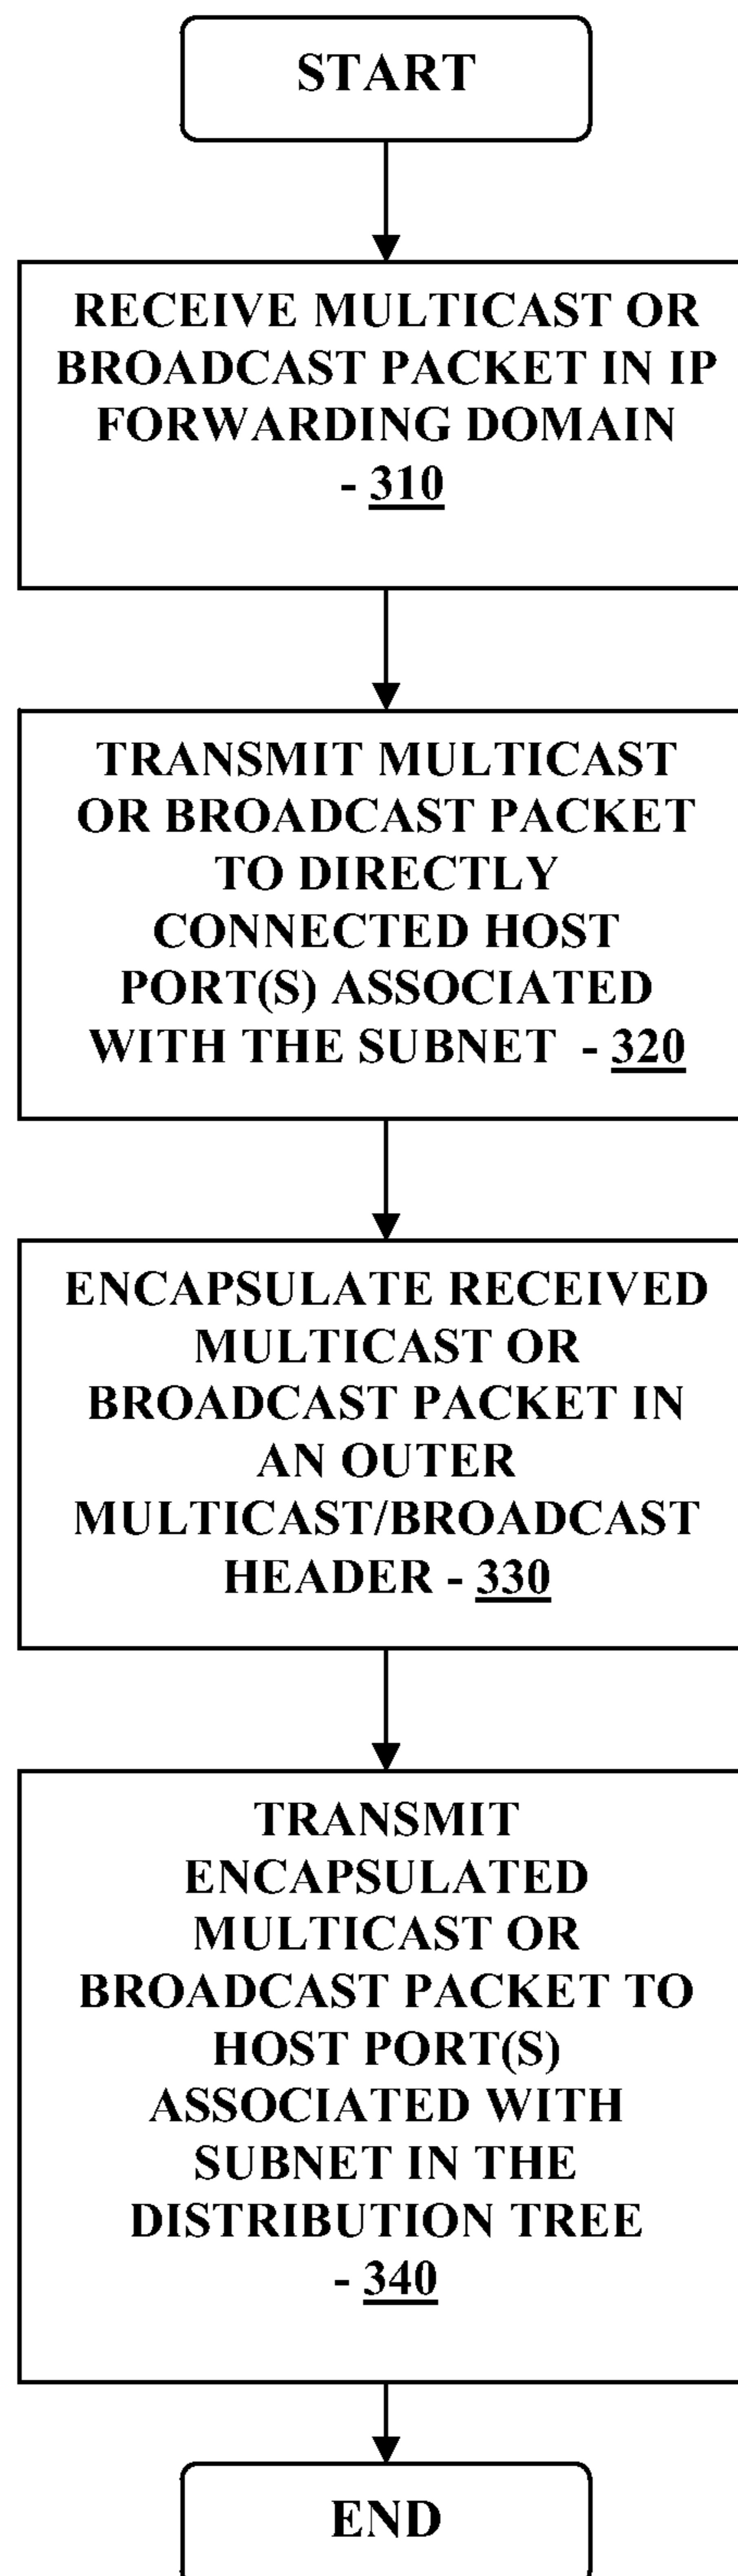 START
RECEIVE MULTICAST OR
BROADCAST PACKET IN IP
FORWARDING DOMAIN
- 310
TRANSMIT MULTICAST
OR BROADCAST PACKET
TO DIRECTLY
CONNECTED HOST
PORT(S) ASSOCIATED
WITH THE SUBNET - 320
ENCAPSULATE RECEIVED
MULTICAST OR
BROADCAST PACKET IN
AN OUTER
MULTICAST/BROADCAST
HEADER - 330
TRANSMIT
ENCAPSULATED
MULTICAST OR
BROADCAST PACKET TO
HOST PORT(S)
ASSOCIATED WITH
SUBNET IN THE
DISTRIBUTION TREE
- 340
END